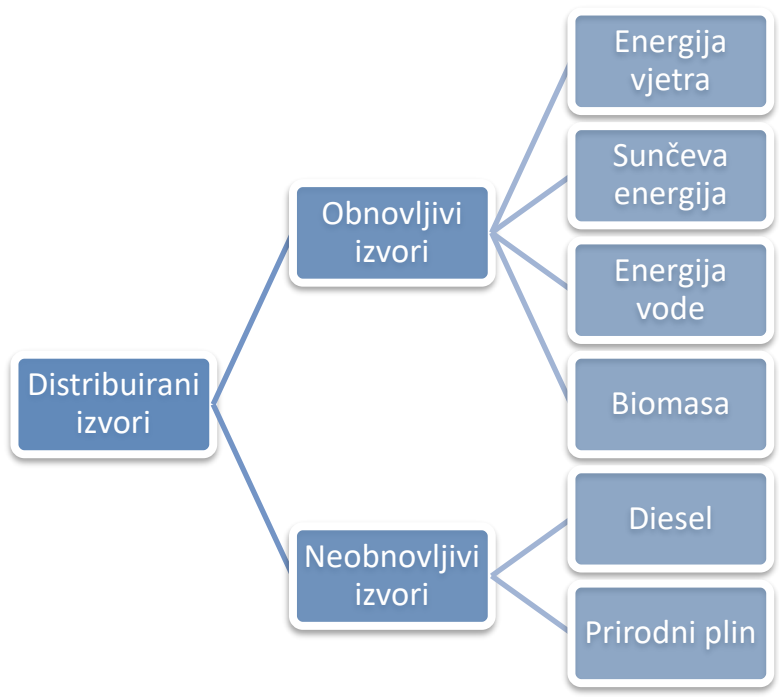 Distribuirani
izvori
Obnovljivi
izvori
Energija
vjetra
Sunčeva
energija
Energija
vode
Biomasa
Neobnovljivi
izvori
Diesel
Prirodni plin